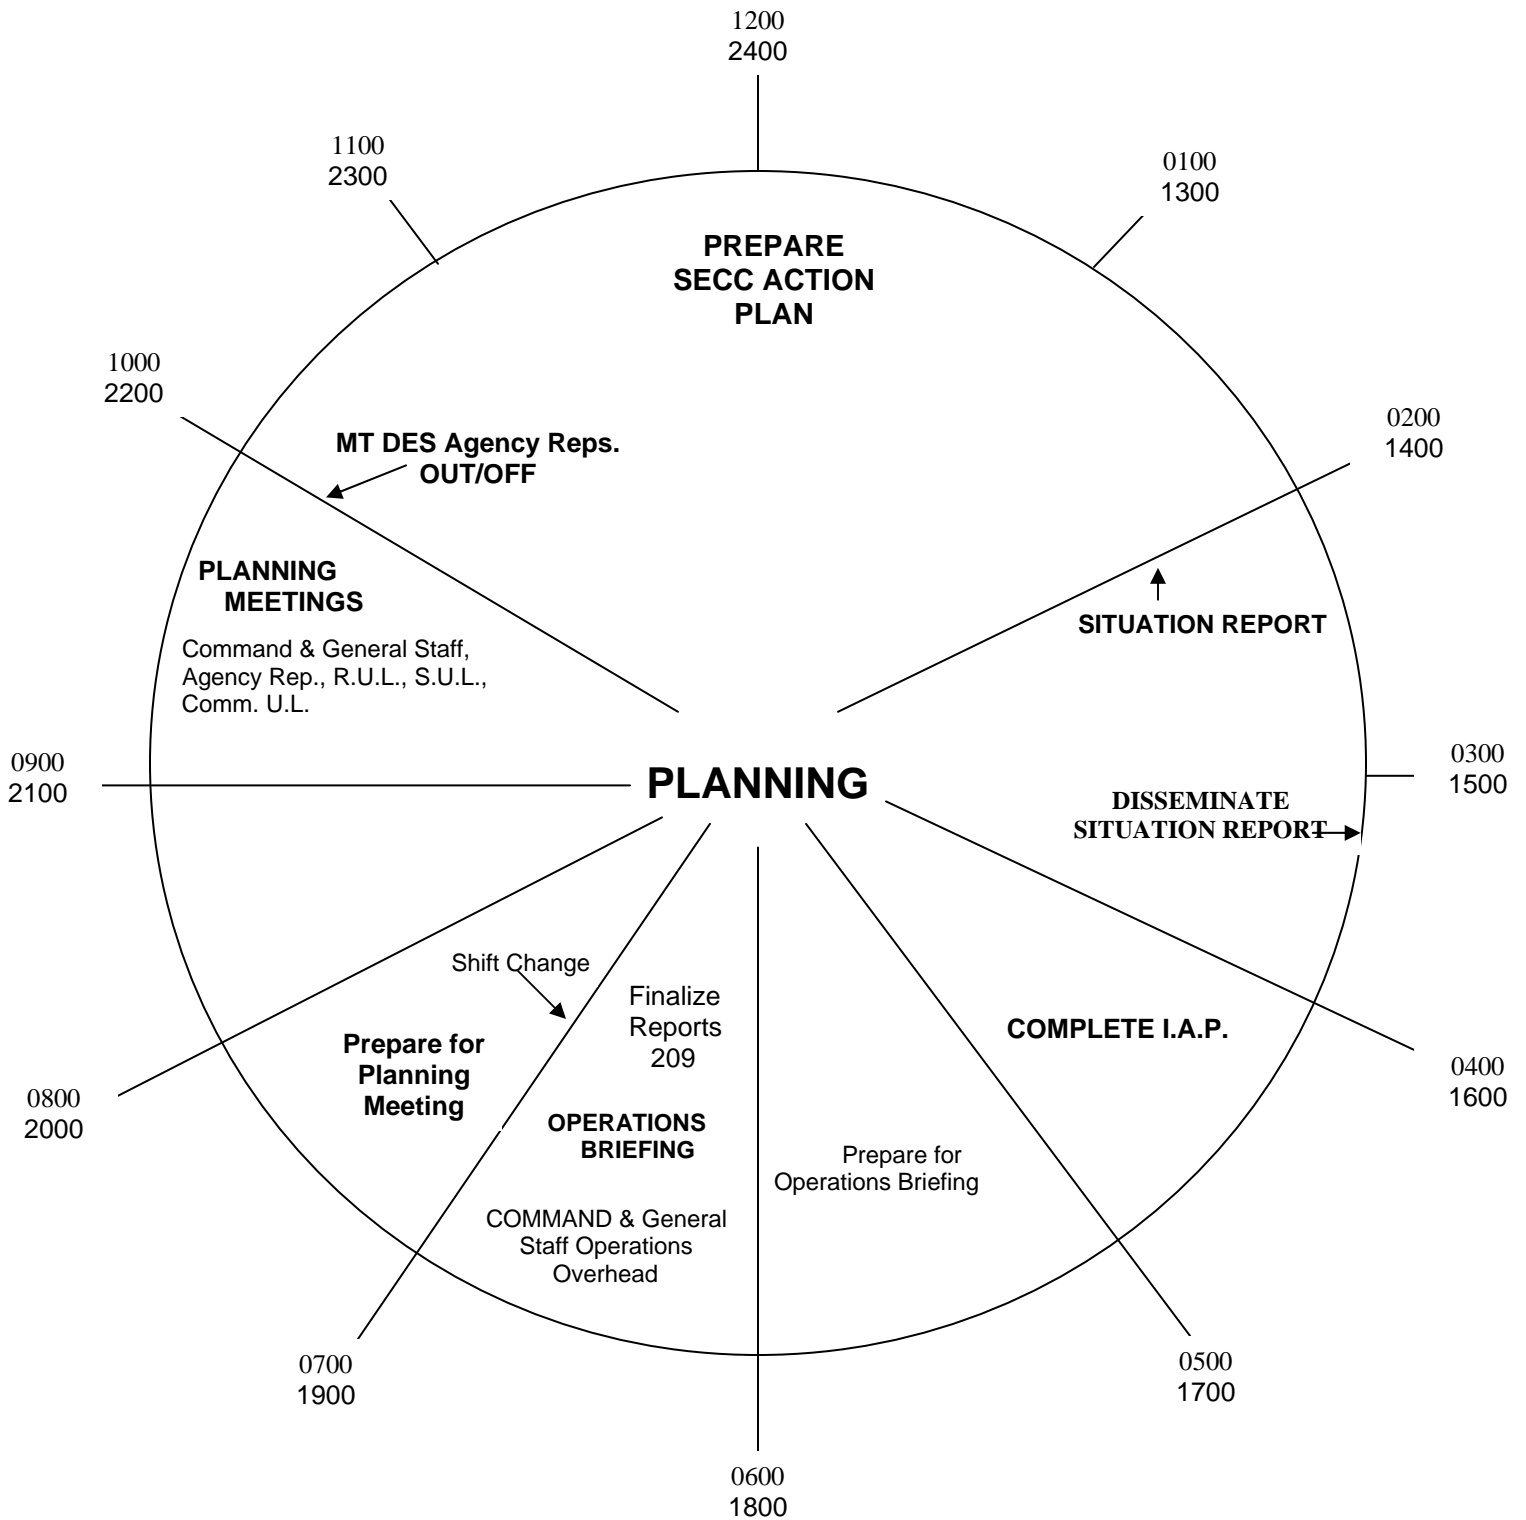 1200
2400
1100
2300
0100
1300
PREPARE
SECC ACTION
PLAN
1000
2200
0200
1400
MT DES Agency Reps.
OUT/OFF
PLANNING
MEETINGS
Command & General Staff,
Agency Rep., R.U.L., S.U.L.,
Comm. U.L.
SITUATION REPORT
0900
2100
PLANNING
0300
1500
DISSEMINATE
SITUATION REPORT
Shift Change
Finalize
Reports
209
COMPLETE I.A.P.
Prepare for
Planning
Meeting
0400
1600
0800
2000
OPERATIONS
BRIEFING
Prepare for
Operations Briefing
COMMAND & General
Staff Operations
Overhead
0700
1900
0500
1700
0600
1800